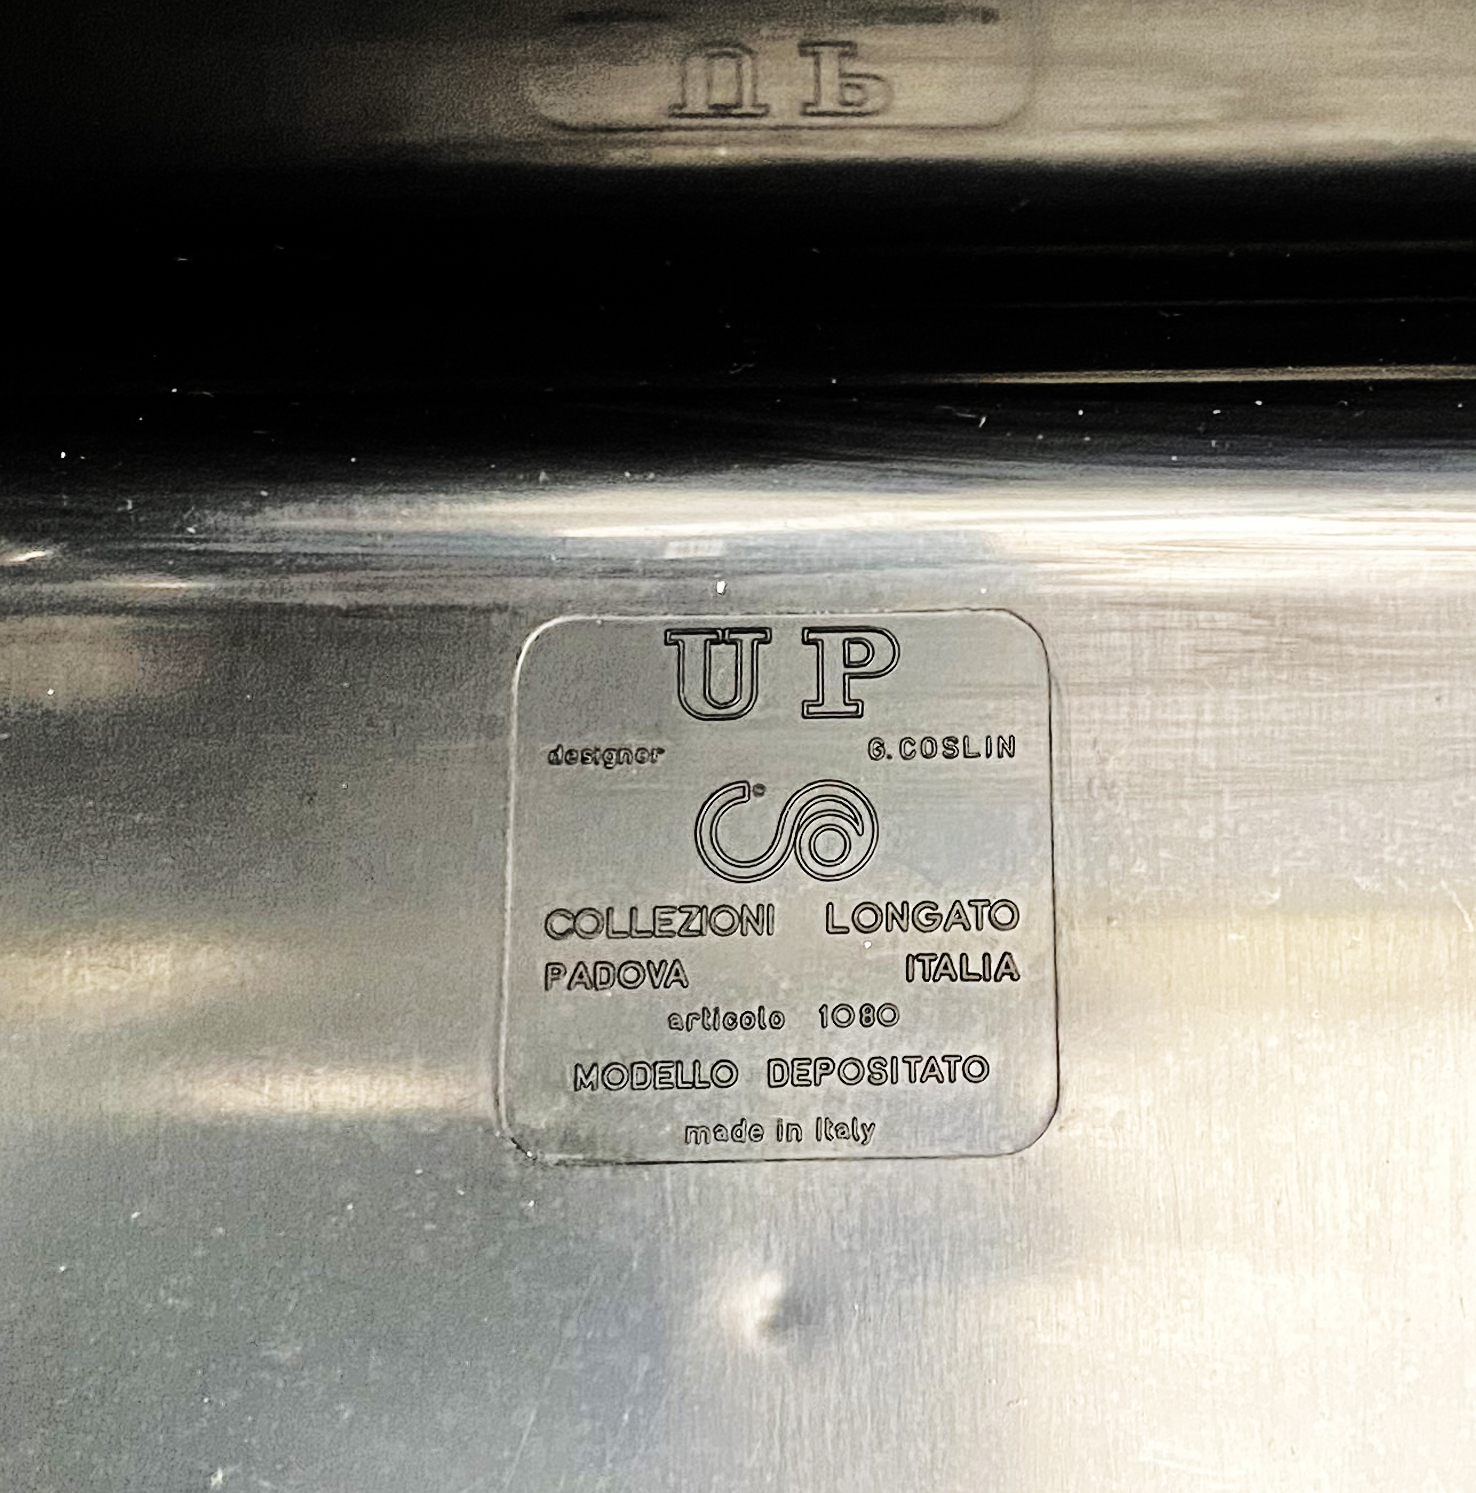 UP
designer G. COSLIN
COLLEZIONI LONGATO
PADOVA ITALIA
articolo 1080
MODELLO DEPOSITATO
made in Italy